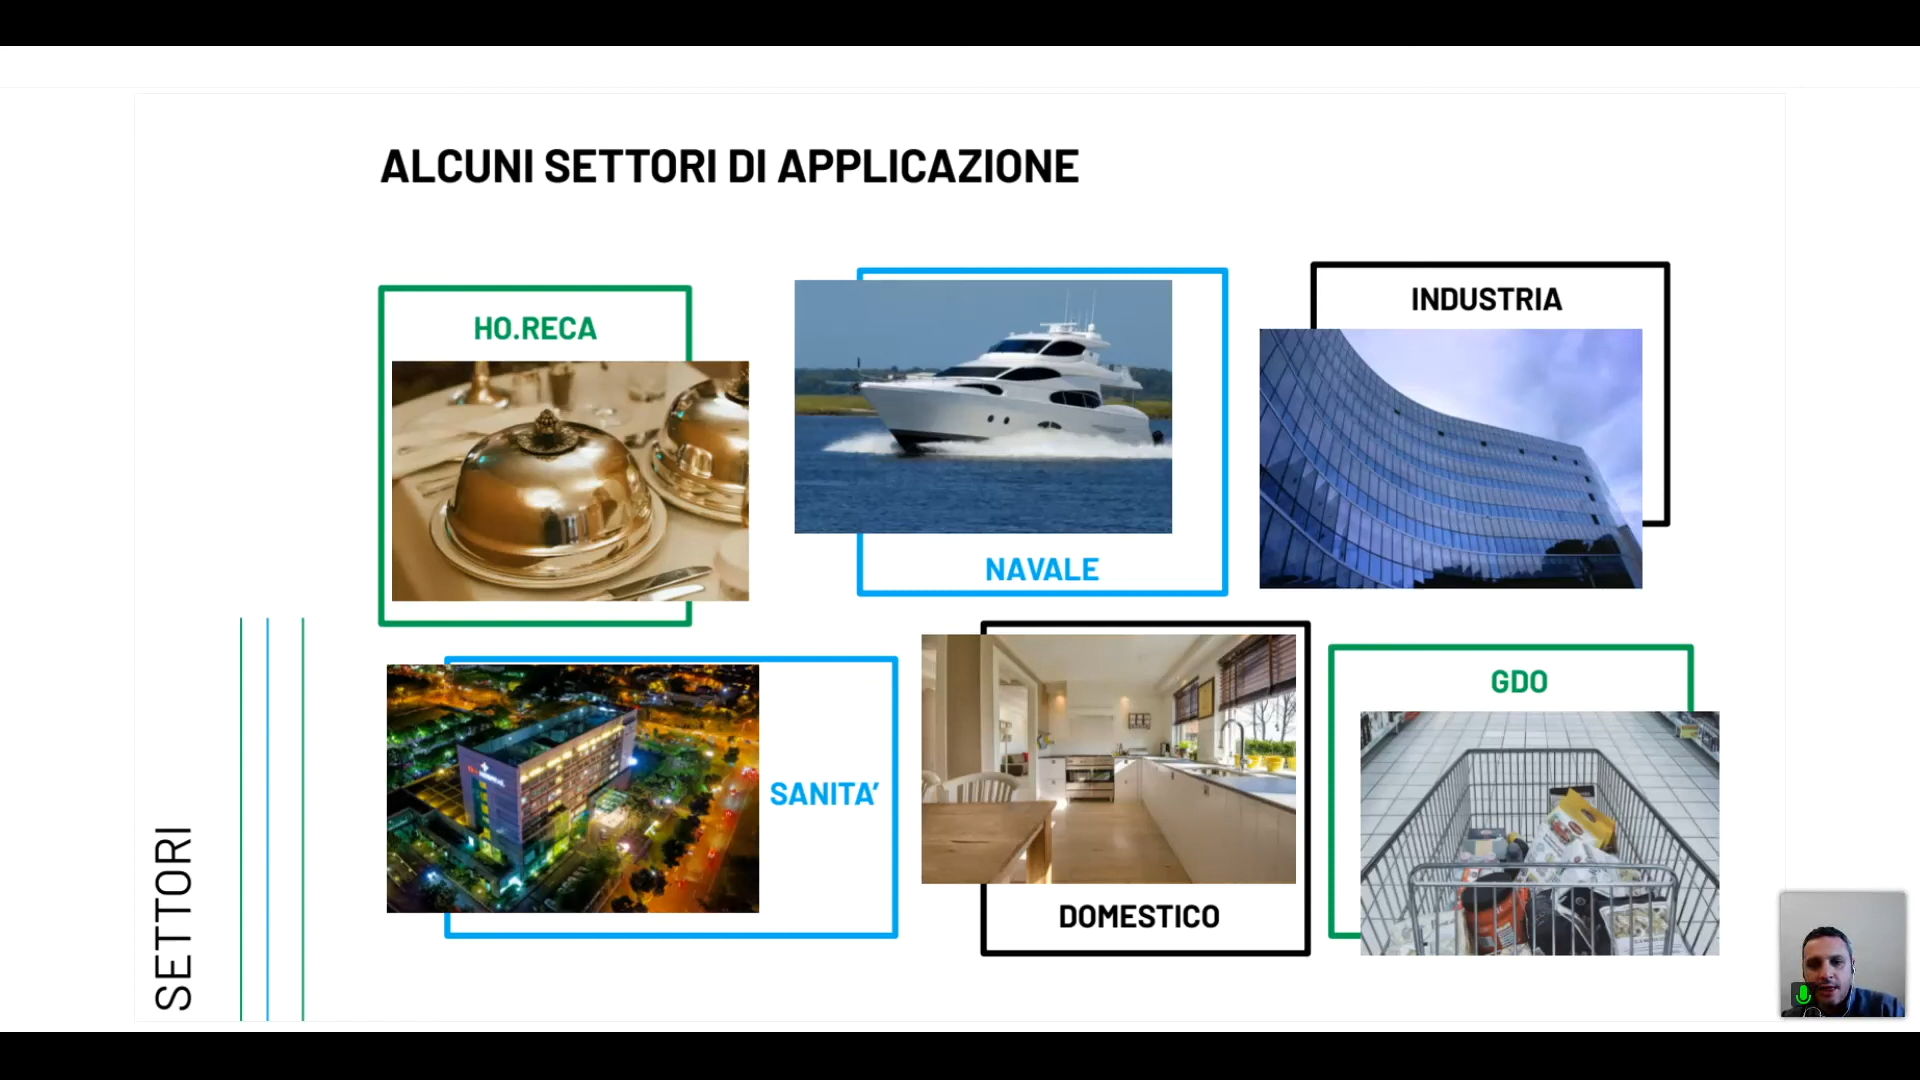 ALCUNI SETTORI DI APPLICAZIONE
HO.RECA
NAVALE
INDUSTRIA
SANITA’
DOMESTICO
GDO
SETTORI